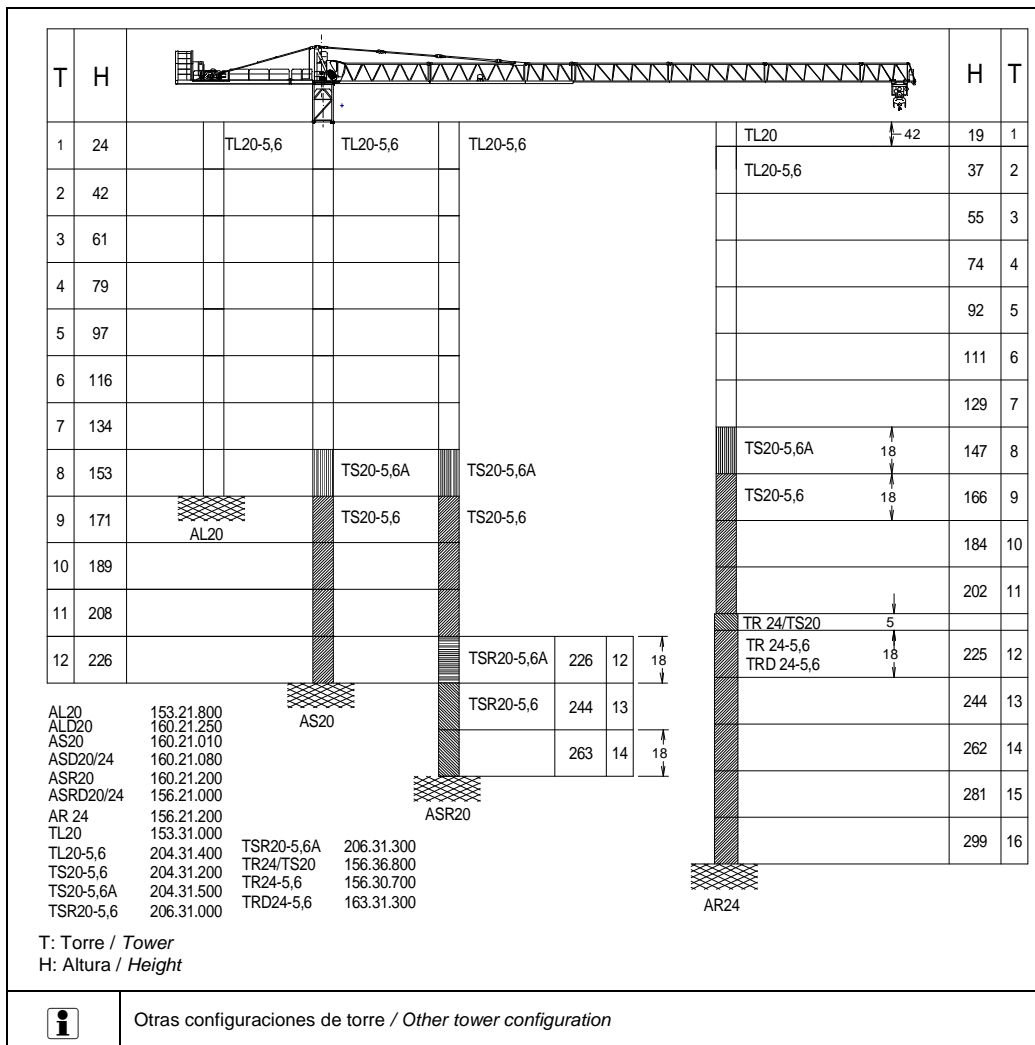 T H H T
1 24 TL20-5,6 TL20-5,6 TL20-5,6 TL20 42 19 1
2 42 TL20-5,6 37 2
3 61 55 3
4 79 74 4
5 97 92 5
6 116 111 6
7 134 129 7
8 153 TS20-5,6A TS20-5,6A TS20-5,6A 18 147 8
9 171 AL20 TS20-5,6 TS20-5,6 TS20-5,6 18 166 9
10 189 184 10
11 208 202 11
TR 24/TS20 5
12 226 TSR20-5,6A 226 12 18 TR 24-5,6 18 225 12
TRD 24-5,6
AS20 TSR20-5,6 244 13 244 13
263 14 18 262 14
ASR20 281 15
299 16
AR24
AL20 153.21.800
ALD20 160.21.250
AS20 160.21.010
ASD20/24 160.21.080
ASR20 160.21.200
ASRD20/24 156.21.000
AR 24 156.21.200
TL20 153.31.000
TL20-5,6 204.31.400
TS20-5,6 204.31.200
TS20-5,6A 204.31.500
TSR20-5,6 206.31.000
TSR20-5,6A 206.31.300
TR24/TS20 156.36.800
TR24-5,6 156.30.700
TRD24-5,6 163.31.300
T: Torre / Tower
H: Altura / Height
i Otras configuraciones de torre / Other tower configuration